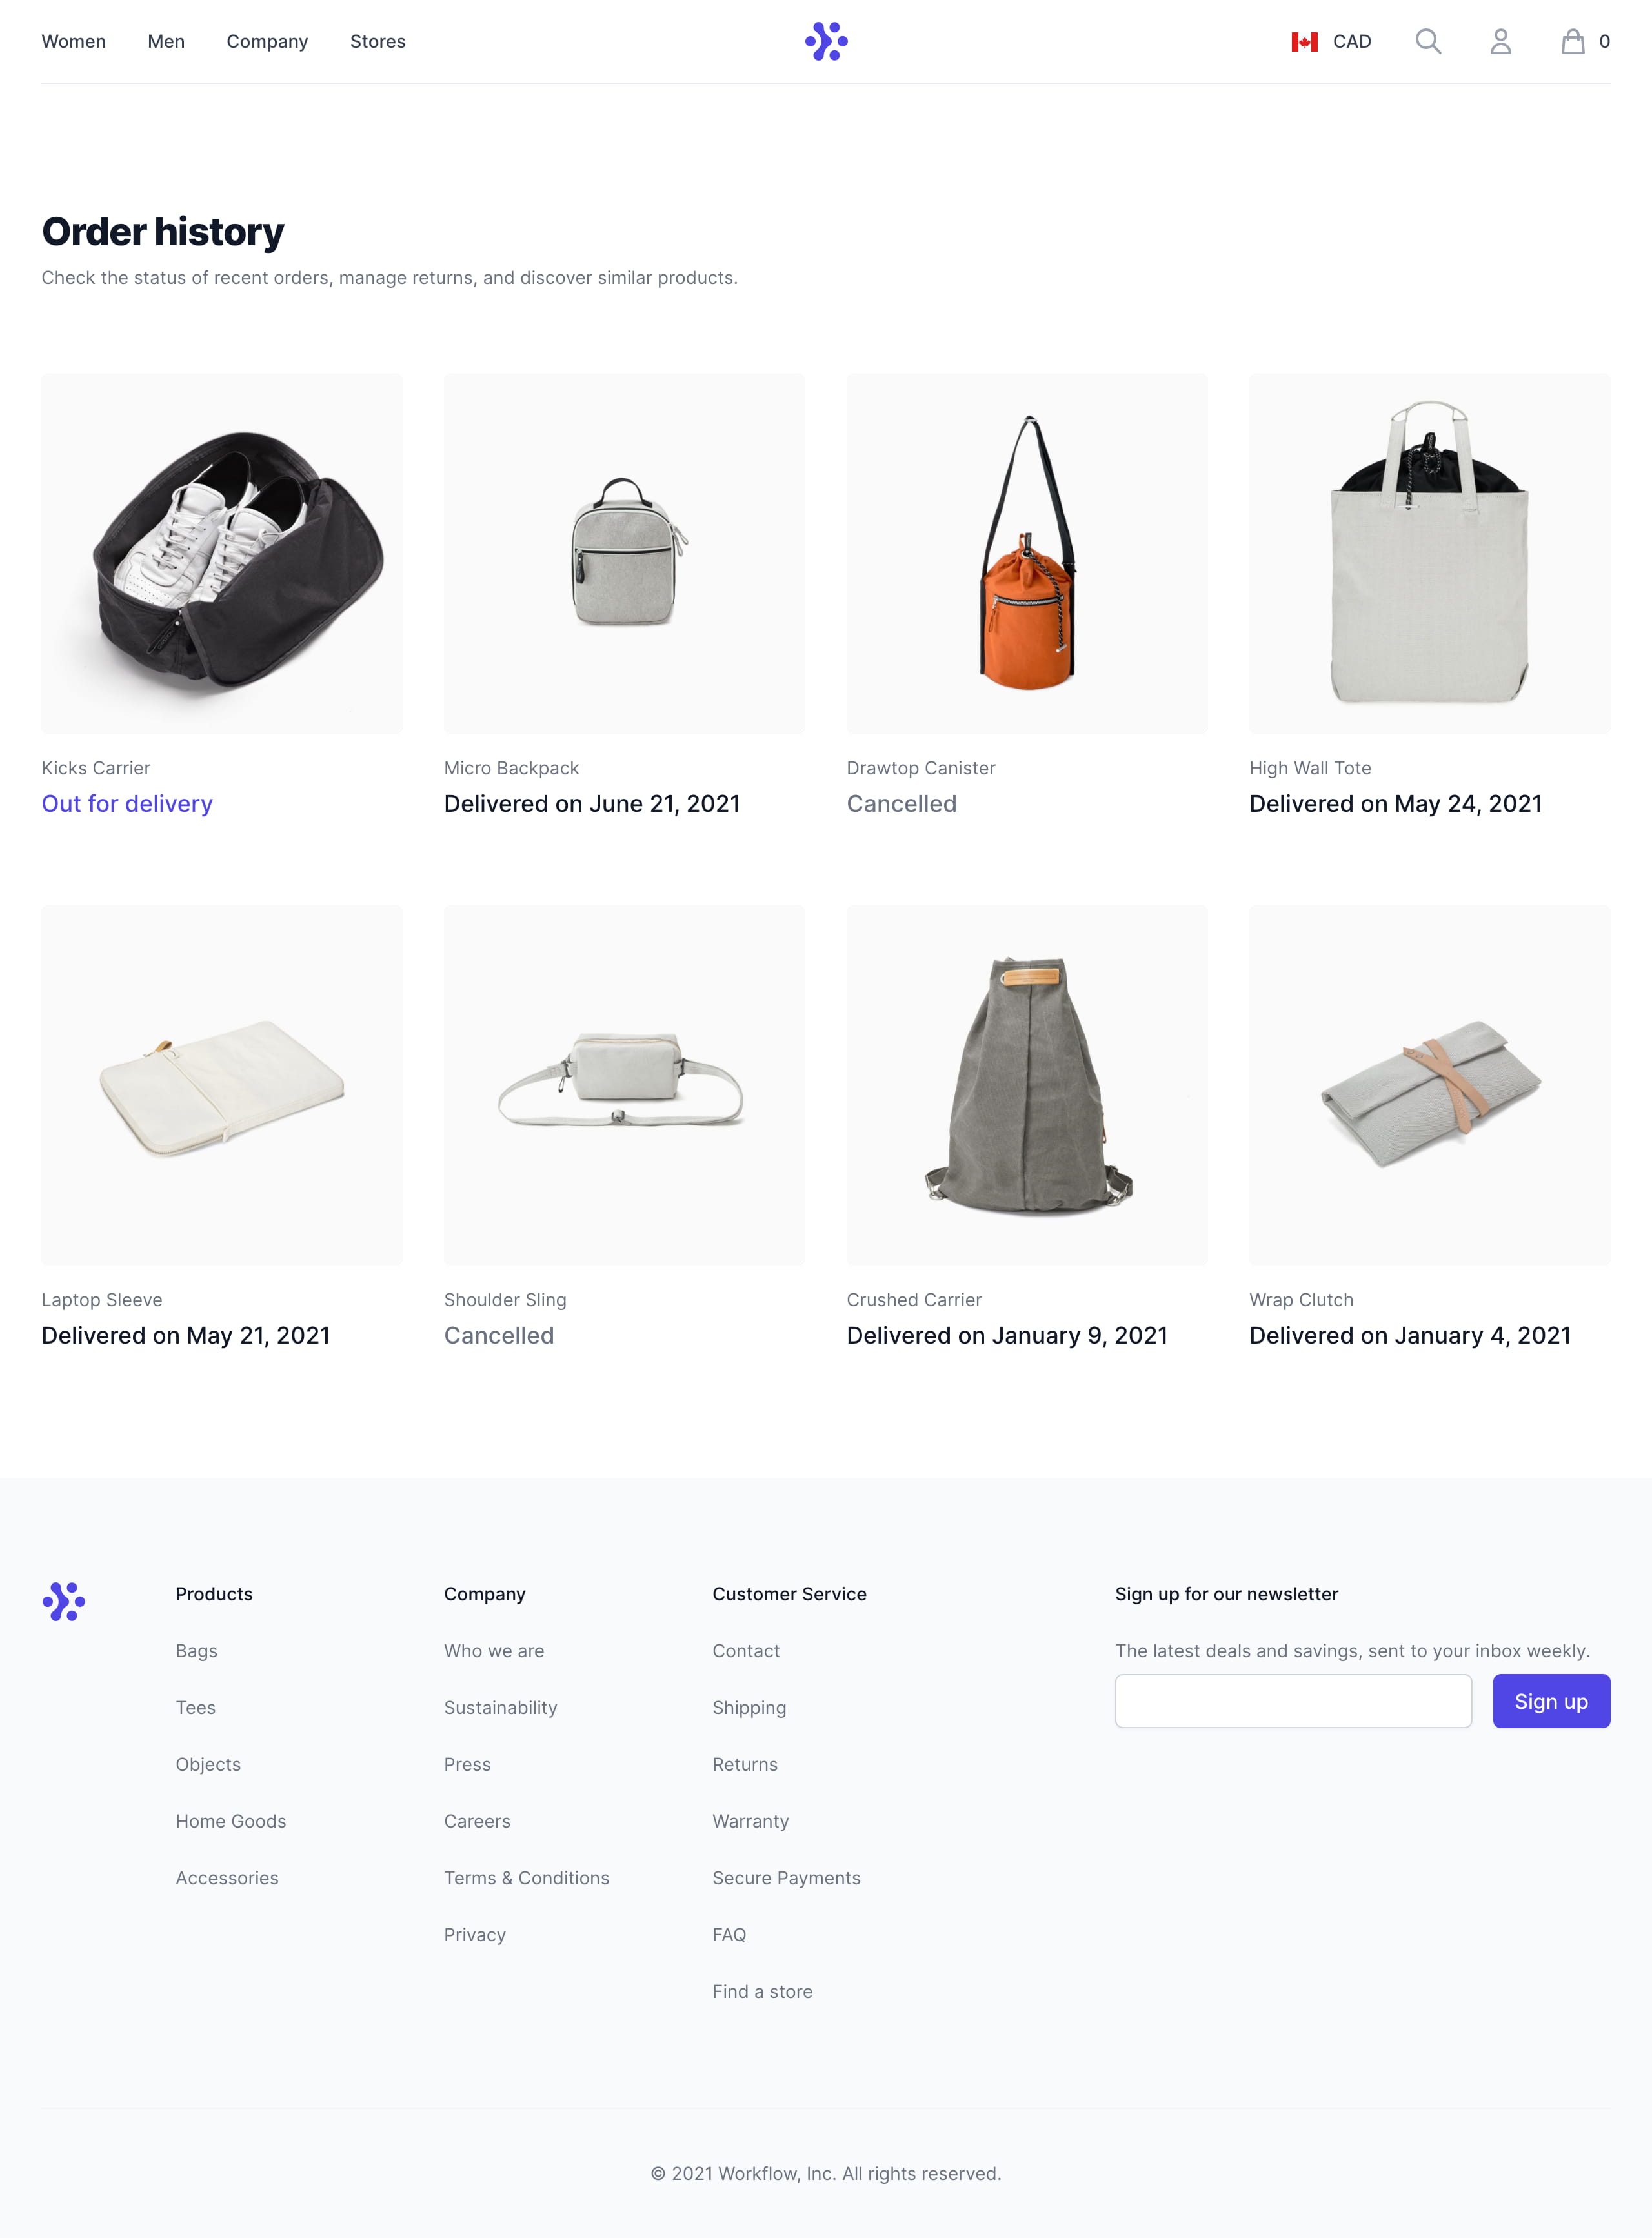 Women Men Company Stores CAD 0
Order history
Check the status of recent orders, manage returns, and discover similar products.
Kicks Carrier
Out for delivery
Micro Backpack
Delivered on June 21, 2021
Drawtop Canister
Cancelled
High Wall Tote
Delivered on May 24, 2021
Laptop Sleeve
Delivered on May 21, 2021
Shoulder Sling
Cancelled
Crushed Carrier
Delivered on January 9, 2021
Wrap Clutch
Delivered on January 4, 2021
Products
Bags
Tees
Objects
Home Goods
Accessories
Company
Who we are
Sustainability
Press
Careers
Terms & Conditions
Privacy
Customer Service
Contact
Shipping
Returns
Warranty
Secure Payments
FAQ
Find a store
Sign up for our newsletter
The latest deals and savings, sent to your inbox weekly.
Sign up
© 2021 Workflow, Inc. All rights reserved.